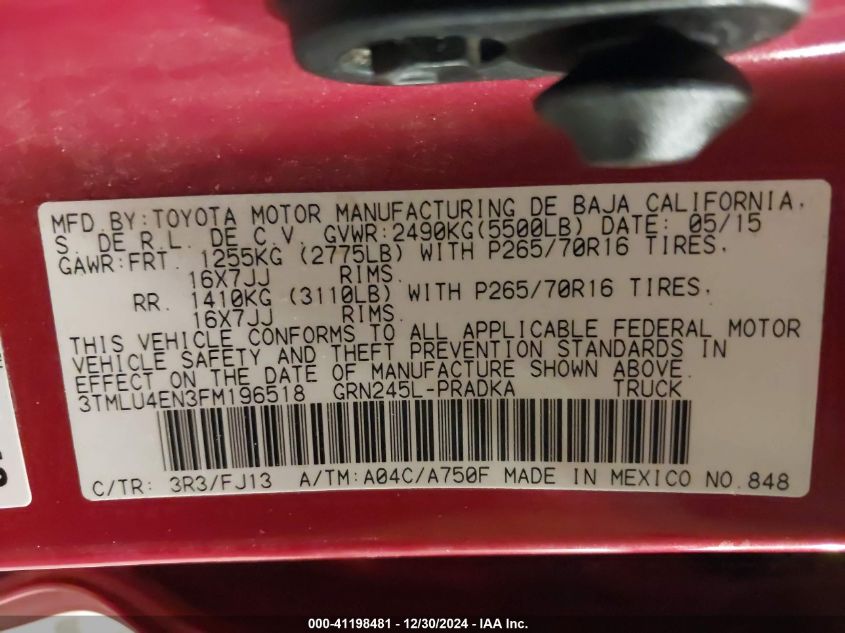 MFD.BY:TOYOTA MOTOR MANUFACTURING DE BAJA CALIFORNIA,
S. DE R.L. DE C.V. GVWR:2490KG(5500LB) DATE: 05/15
GAWR:FRT. 1255KG (2775LB) WITH P265/70R16 TIRES,
16X7JJ RIMS.
RR. 1410KG (3110LB) WITH P265/70R16 TIRES,
16X7JJ RIMS.
THIS VEHICLE CONFORMS TO ALL APPLICABLE FEDERAL MOTOR
VEHICLE SAFETY AND THEFT PREVENTION STANDARDS IN
EFFECT ON THE DATE OF MANUFACTURE SHOWN ABOVE.
3TMLU4EN3FM196518 GRN245L-PRADKA TRUCK
C/TR: 3R3/FJ13 A/TM:A04C/A750F MADE IN MEXICO NO.848
000-41198481 - 12/30/2024 - IAA Inc.